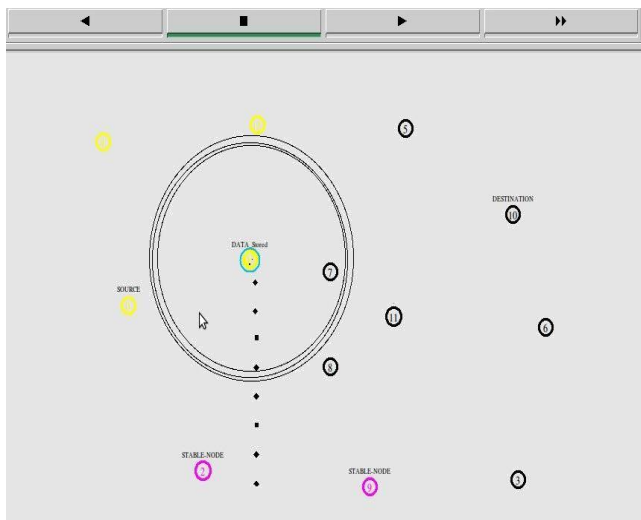 5
DESTINATION
10
DATA_Stored
7
SOURCE
11
6
8
STABLE-NODE
2
STABLE-NODE
9
3